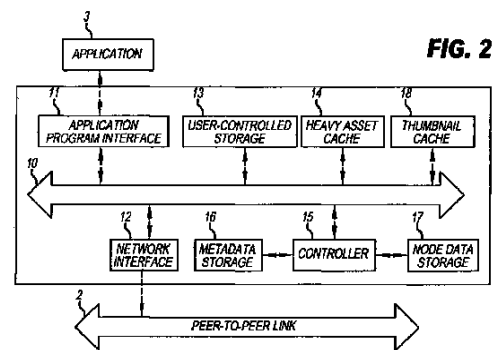 3
APPLICATION
FIG. 2
11
APPLICATION
PROGRAM INTERFACE
13
USER-CONTROLLED
STORAGE
14
HEAVY ASSET
CACHE
18
THUMBNAIL
CACHE
10
12
NETWORK
INTERFACE
16
METADATA
STORAGE
15
CONTROLLER
17
NODE DATA
STORAGE
2
PEER-TO-PEER LINK